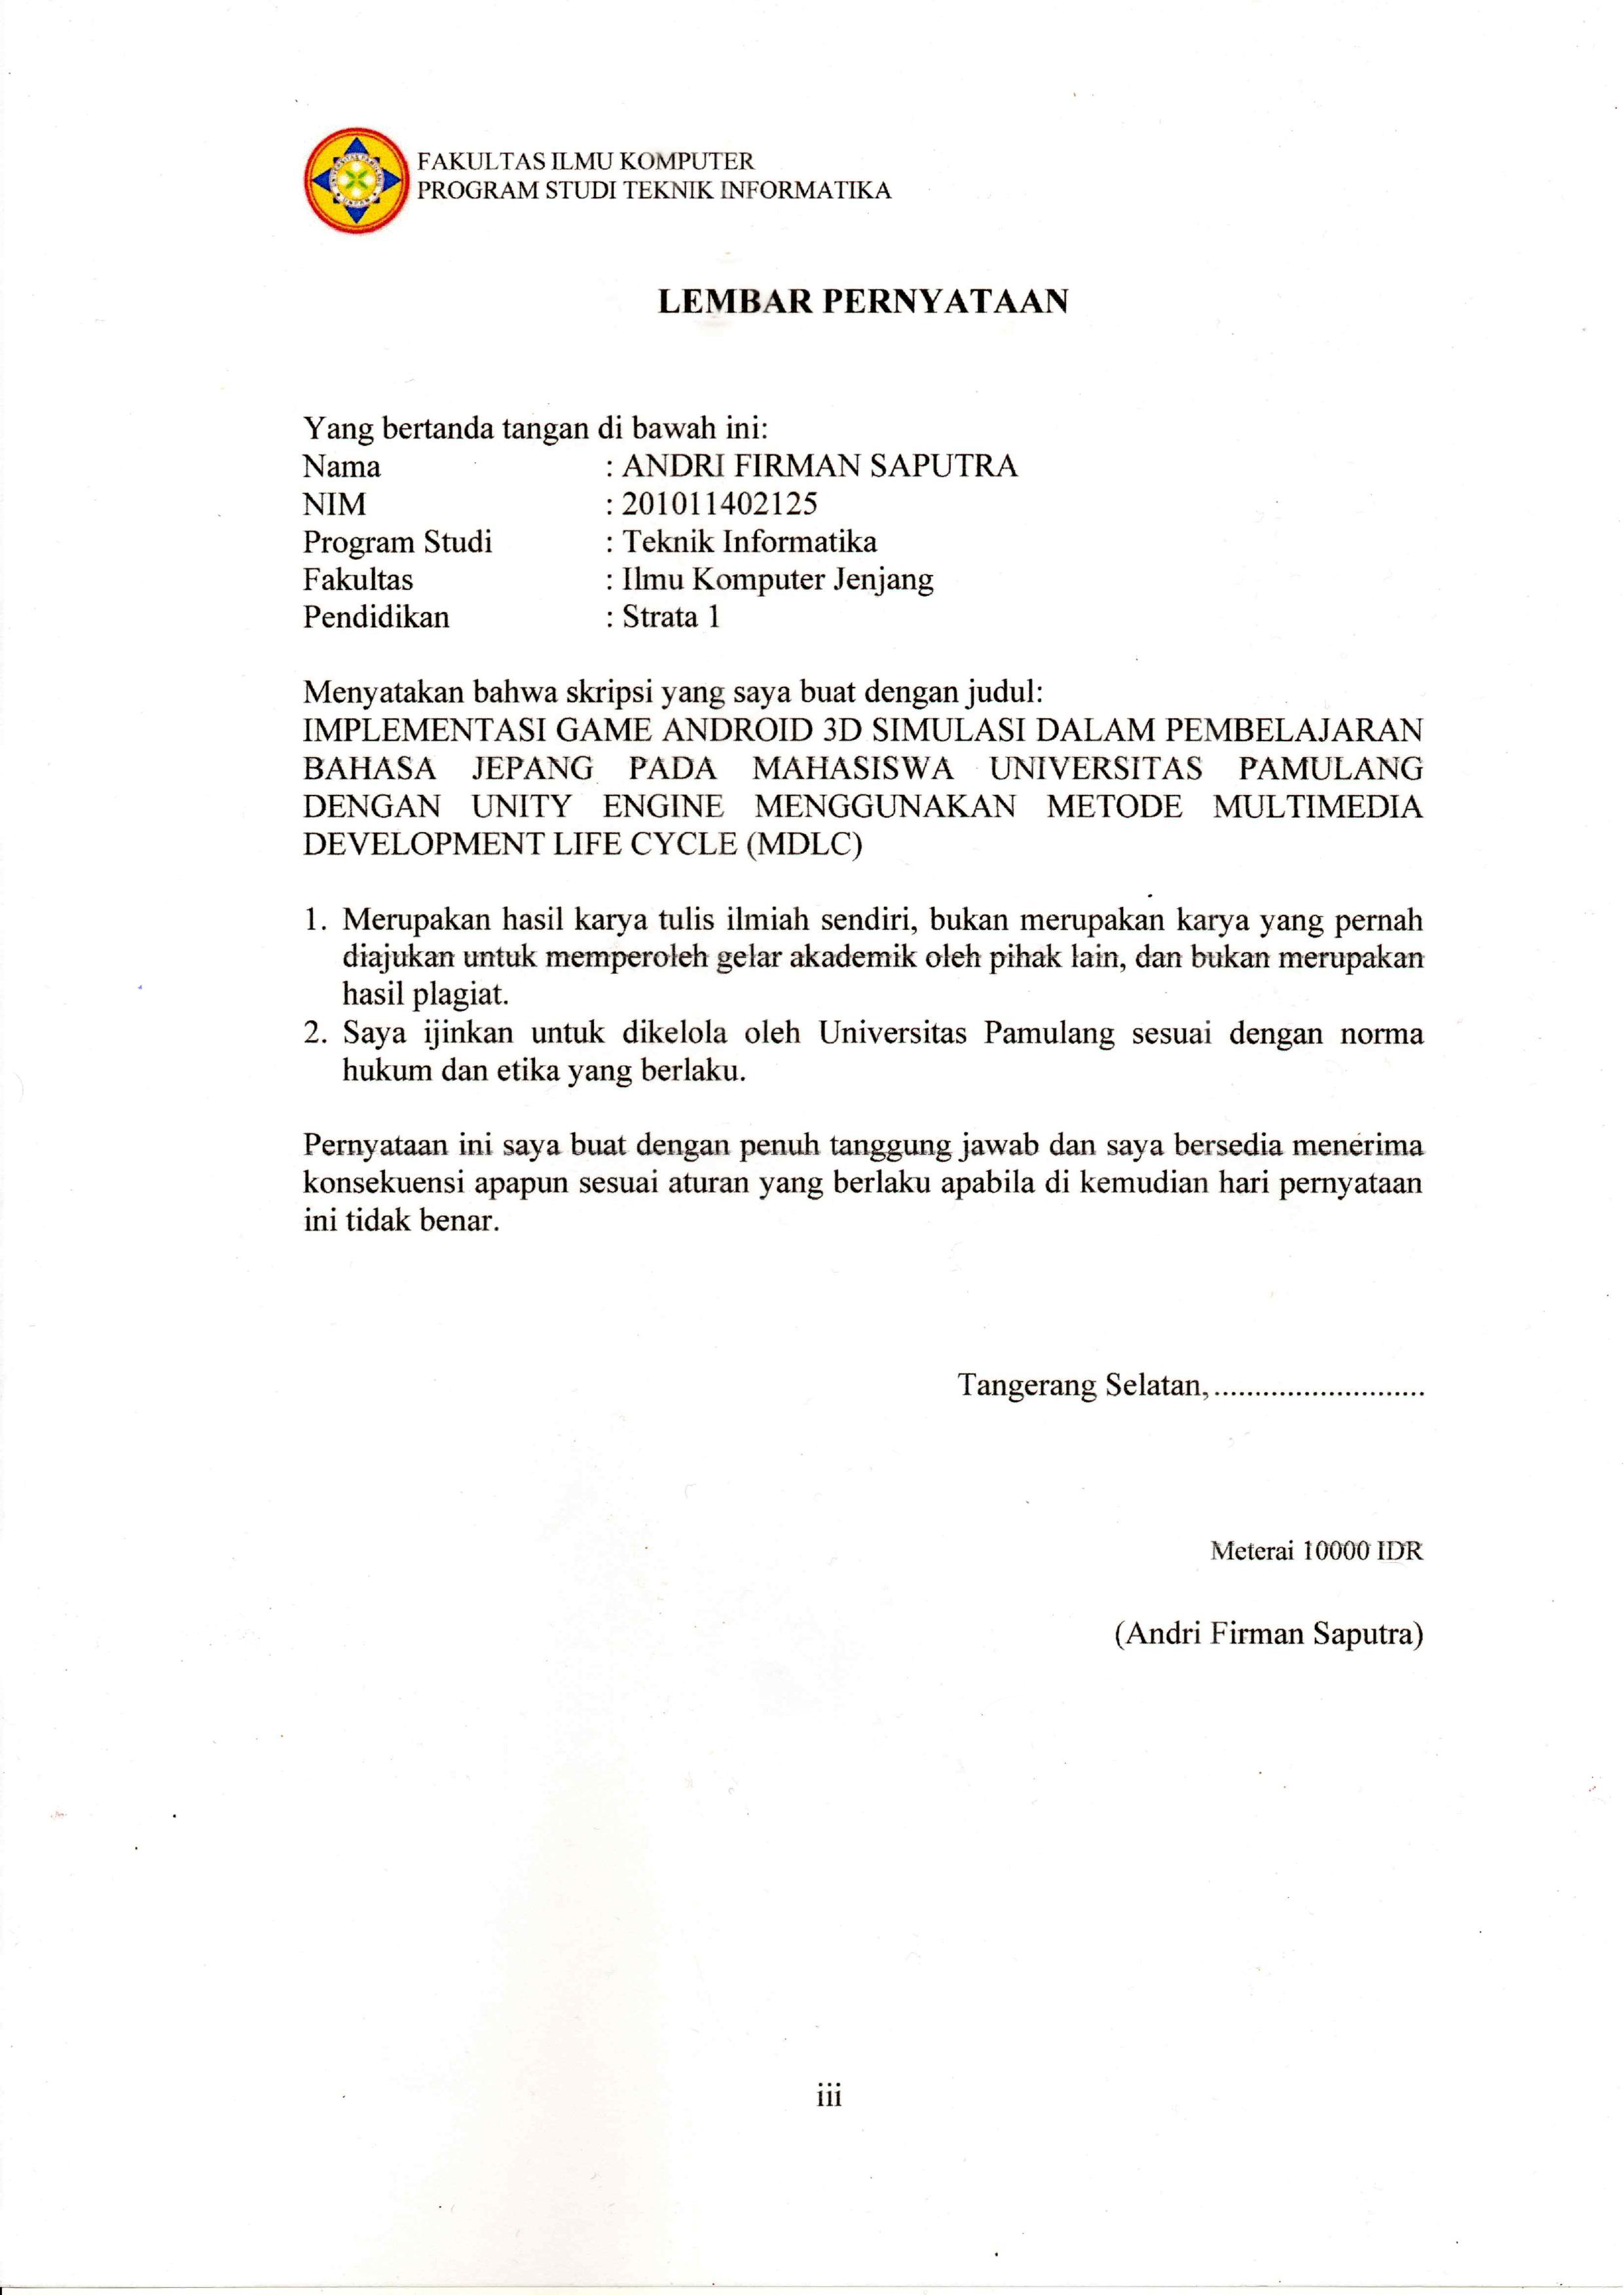 FAKULTAS ILMU KOMPUTER
PROGRAM STUDI TEKNIK INFORMATIKA
LEMBAR PERNYATAAN
Yang bertanda tangan di bawah ini:
Nama : ANDRI FIRMAN SAPUTRA
NIM : 201011402125
Program Studi : Teknik Informatika
Fakultas : Ilmu Komputer Jenjang
Pendidikan : Strata 1
Menyatakan bahwa skripsi yang saya buat dengan judul:
IMPLEMENTASI GAME ANDROID 3D SIMULASI DALAM PEMBELAJARAN
BAHASA JEPANG PADA MAHASISWA UNIVERSITAS PAMULANG
DENGAN UNITY ENGINE MENGGUNAKAN METODE MULTIMEDIA
DEVELOPMENT LIFE CYCLE (MDLC)
1. Merupakan hasil karya tulis ilmiah sendiri, bukan merupakan karya yang pernah
diajukan untuk memperoleh gelar akademik oleh pihak lain, dan bukan merupakan
hasil plagiat.
2. Saya ijinkan untuk dikelola oleh Universitas Pamulang sesuai dengan norma
hukum dan etika yang berlaku.
Pernyataan ini saya buat dengan penuh tanggung jawab dan saya bersedia menerima
konsekuensi apapun sesuai aturan yang berlaku apabila di kemudian hari pernyataan
ini tidak benar.
Tangerang Selatan,...........................
Meterai 10000 IDR
(Andri Firman Saputra)
iii